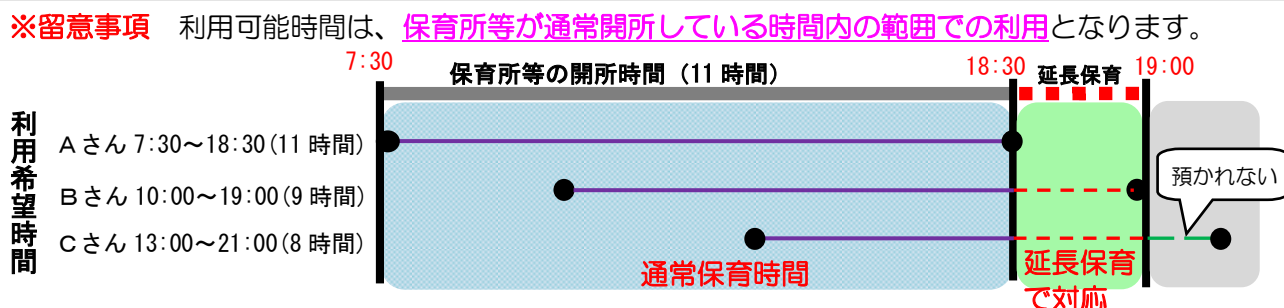 ※留意事項　利用可能時間は、保育所等が通常開所している時間内の範囲での利用となります。
7:30
保育所等の開所時間（11時間）
18:30
延長保育
19:00
利用希望時間
Aさん 7:30～18:30(11時間)
Bさん 10:00～19:00(9時間)
Cさん 13:00～21:00(8時間)
預かれない
通常保育時間
延長保育
で対応